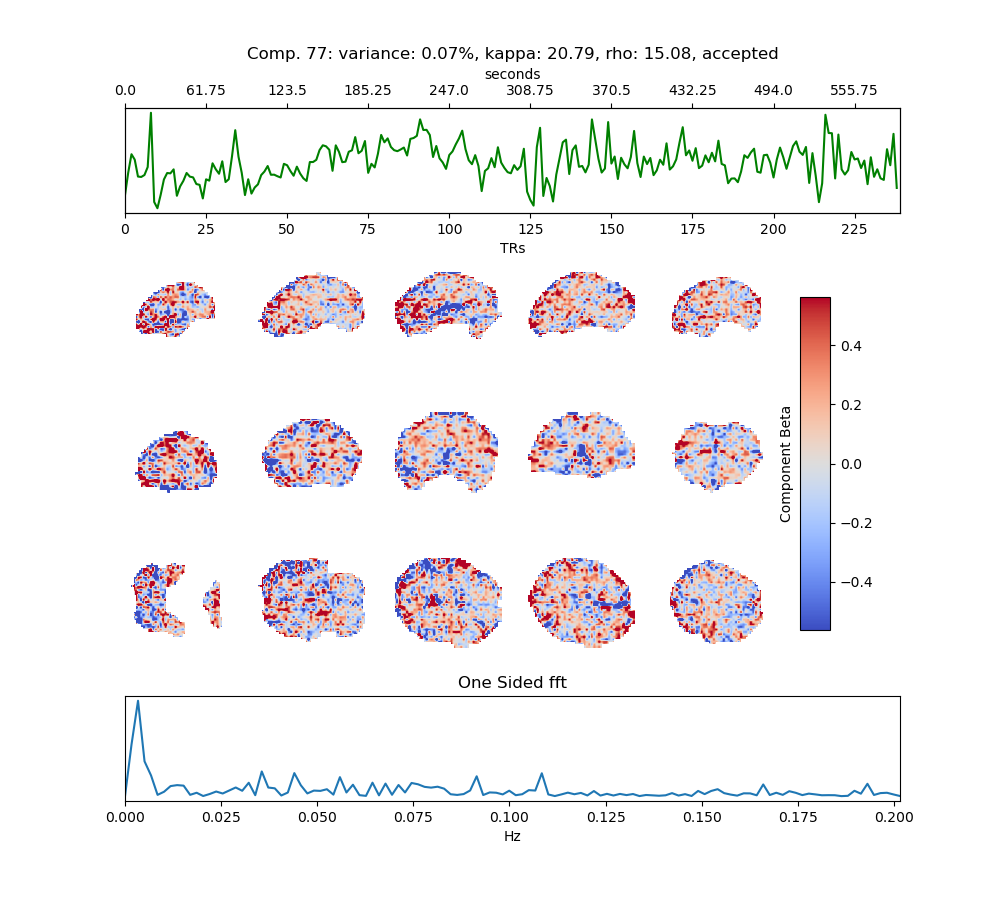 Comp. 77: variance: 0.07%, kappa: 20.79, rho: 15.08, accepted
seconds
0.0 61.75 123.5 185.25 247.0 308.75 370.5 432.25 494.0 555.75
0 25 50 75 100 125 150 175 200 225
TRs
0.4
0.2
0.0
−0.2
−0.4
Component Beta
One Sided fft
0.000 0.025 0.050 0.075 0.100 0.125 0.150 0.175 0.200
Hz